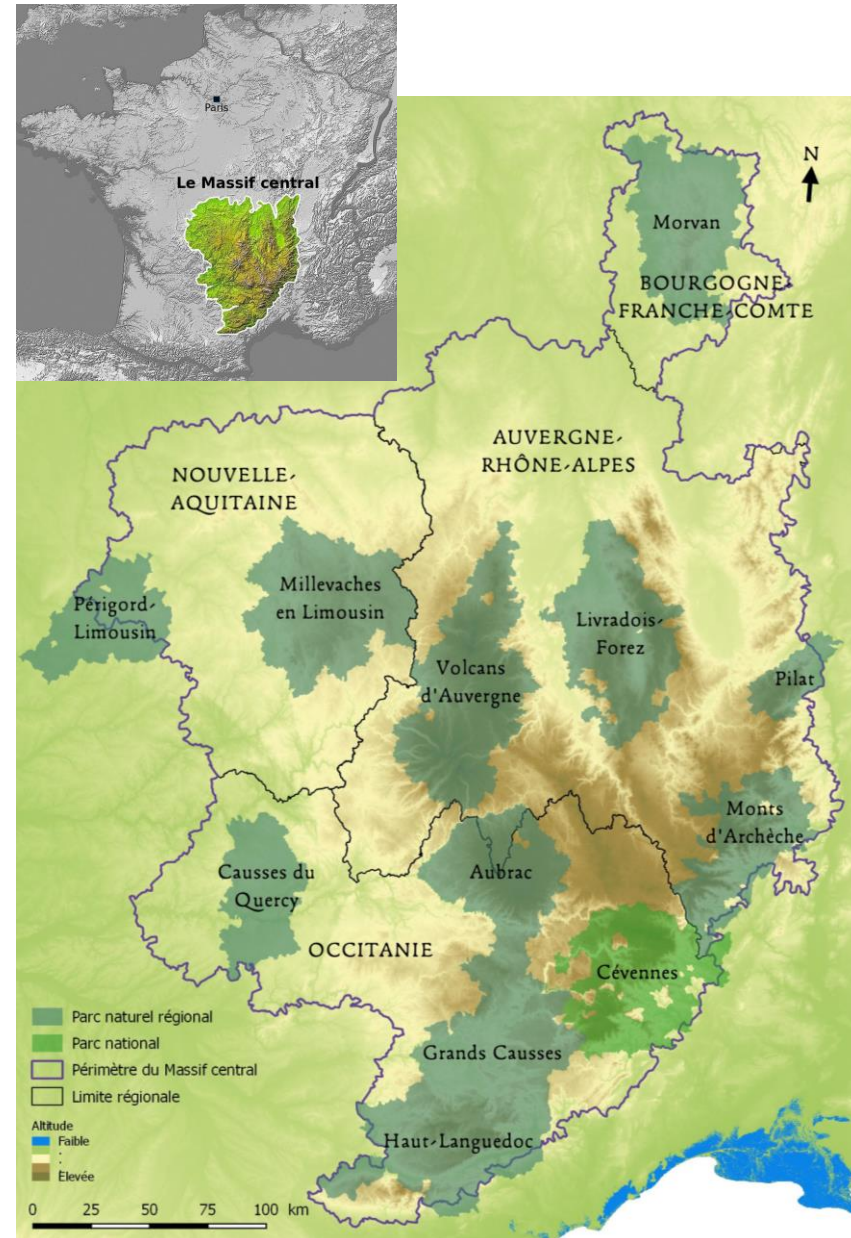 Paris
Le Massif central
N
Morvan
BOURGOGNE-
FRANCHE-COMTE
AUVERGNE-
RHÔNE-ALPES
NOUVELLE-
AQUITAINE
Périgord-
Limousin
Millevaches
en Limousin
Volcans
d'Auvergne
Livradois-
Forez
Pilat
Monts
d'Archèche
Aubrac
Causses du
Quercy
OCCITANIE
Cévennes
Grands Causses
Haut-Languedoc
Parc naturel régional
Parc national
Périmètre du Massif central
Limite régionale
Altitude
Faible
.
.
Élevée
0 25 50 75 100 km